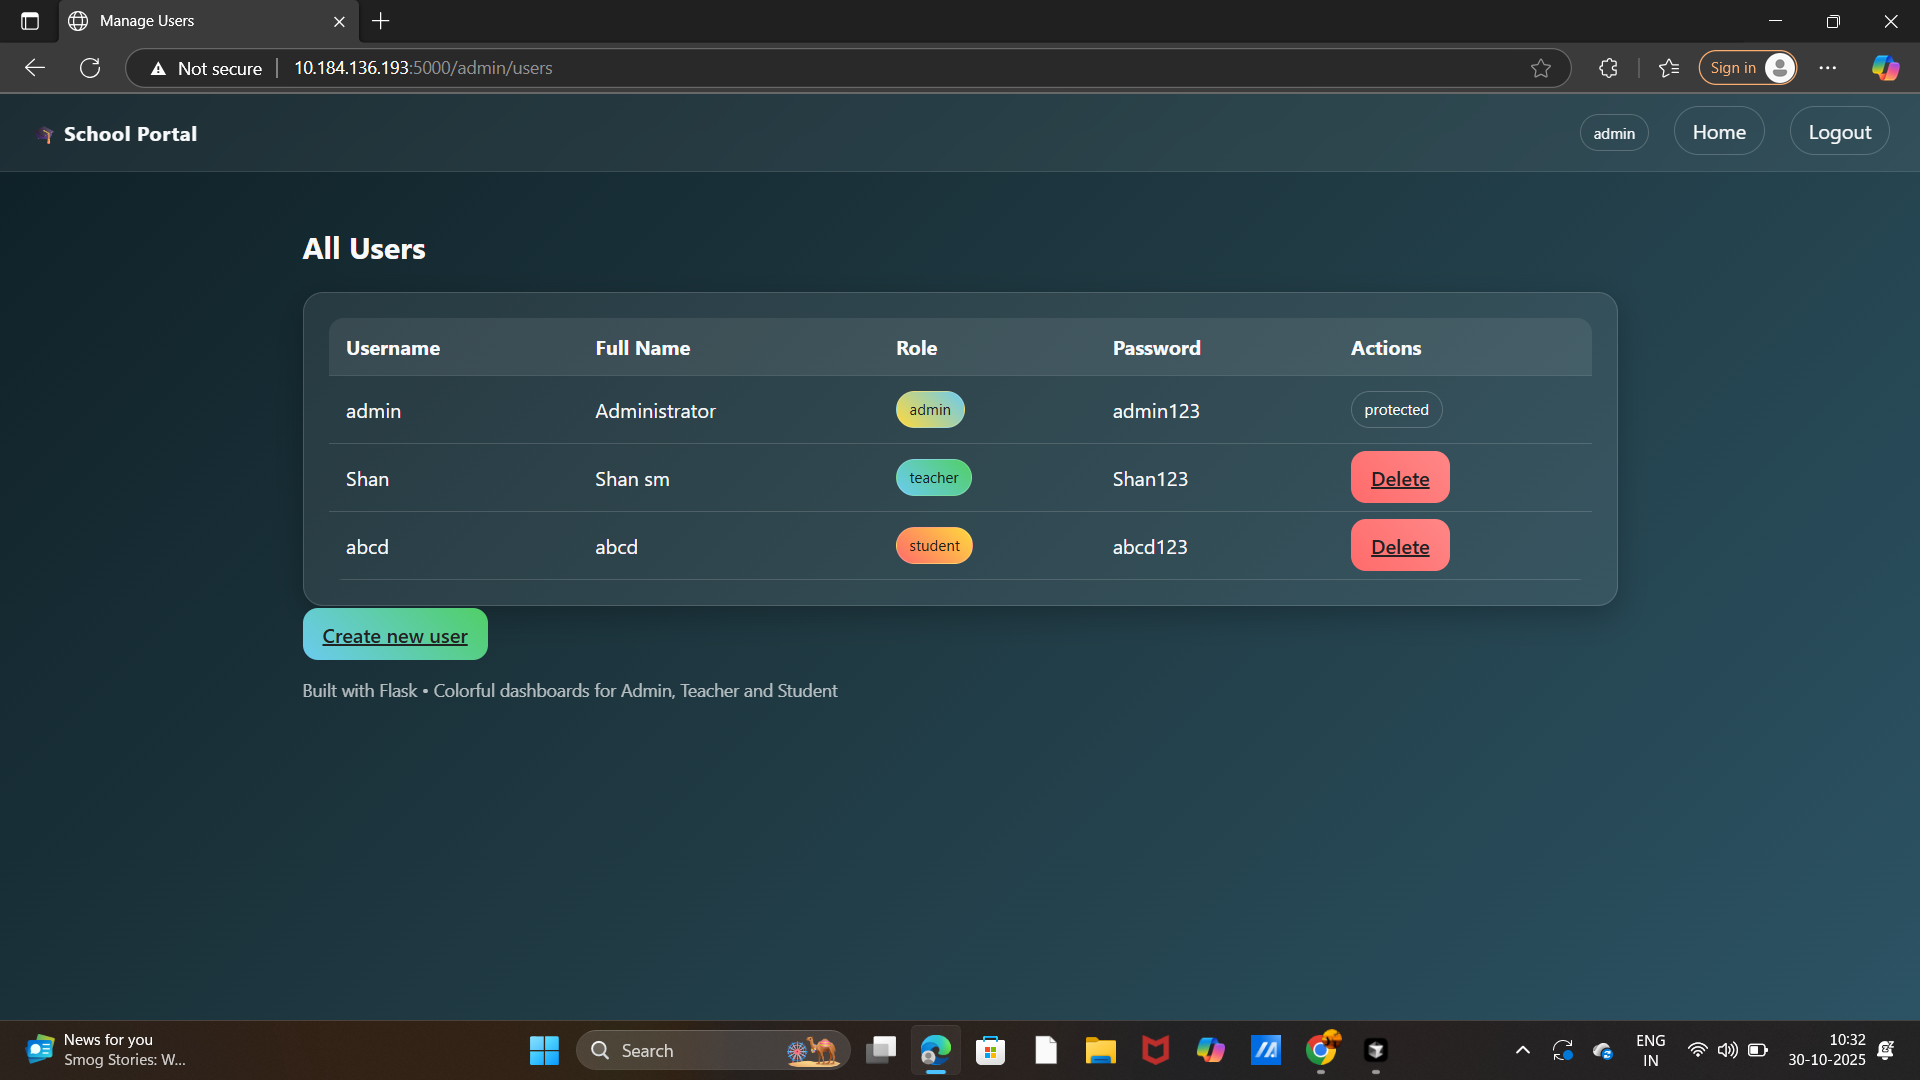 Manage Users
Not secure
10.184.136.193:5000/admin/users
Sign in
School Portal
admin
Home
Logout
All Users
Username Full Name Role Password Actions
admin Administrator admin admin123 protected
Shan Shan sm teacher Shan123 Delete
abcd abcd student abcd123 Delete
Create new user
Built with Flask • Colorful dashboards for Admin, Teacher and Student
News for you
Smog Stories: W...
Search
ENG
IN
10:32
30-10-2025